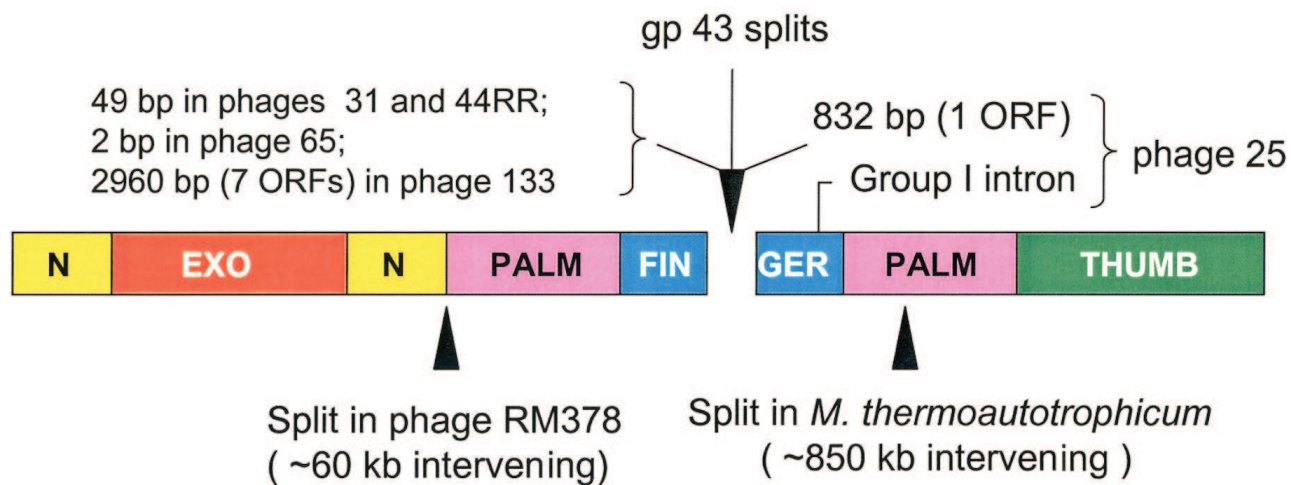 gp 43 splits
49 bp in phages 31 and 44RR;
2 bp in phage 65;
2960 bp (7 ORFs) in phage 133
832 bp (1 ORF)
Group I intron
phage 25
N EXO N PALM FIN GER PALM THUMB
Split in phage RM378
( ~60 kb intervening)
Split in M. thermoautotrophicum
( ~850 kb intervening )